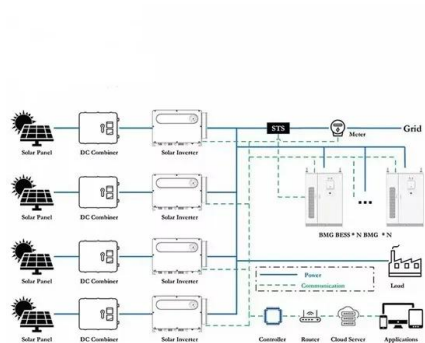 STS
Meter
Grid
Solar Panel DC Combiner Solar Inverter
Solar Panel DC Combiner Solar Inverter
BMG BESS * N BMG * N
Solar Panel DC Combiner Solar Inverter
Power
Communication
Load
Solar Panel DC Combiner Solar Inverter
Controller Router Cloud Server Applications